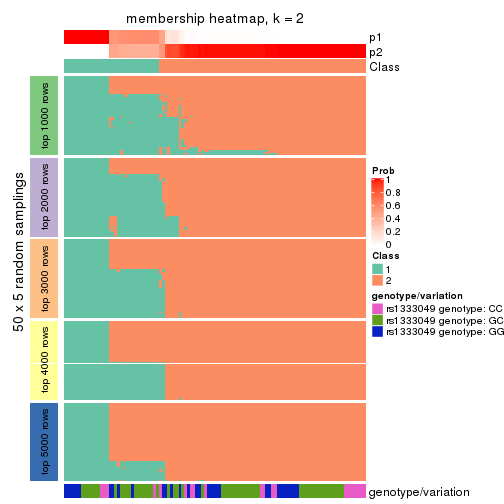 membership heatmap, k = 2
p1
p2
Class
50 x 5 random samplings
top 1000 rows
top 2000 rows
top 3000 rows
top 4000 rows
top 5000 rows
Prob
1
0.8
0.6
0.4
0.2
0
Class
1
2
genotype/variation
rs1333049 genotype: CC
rs1333049 genotype: GC
rs1333049 genotype: GG
genotype/variation